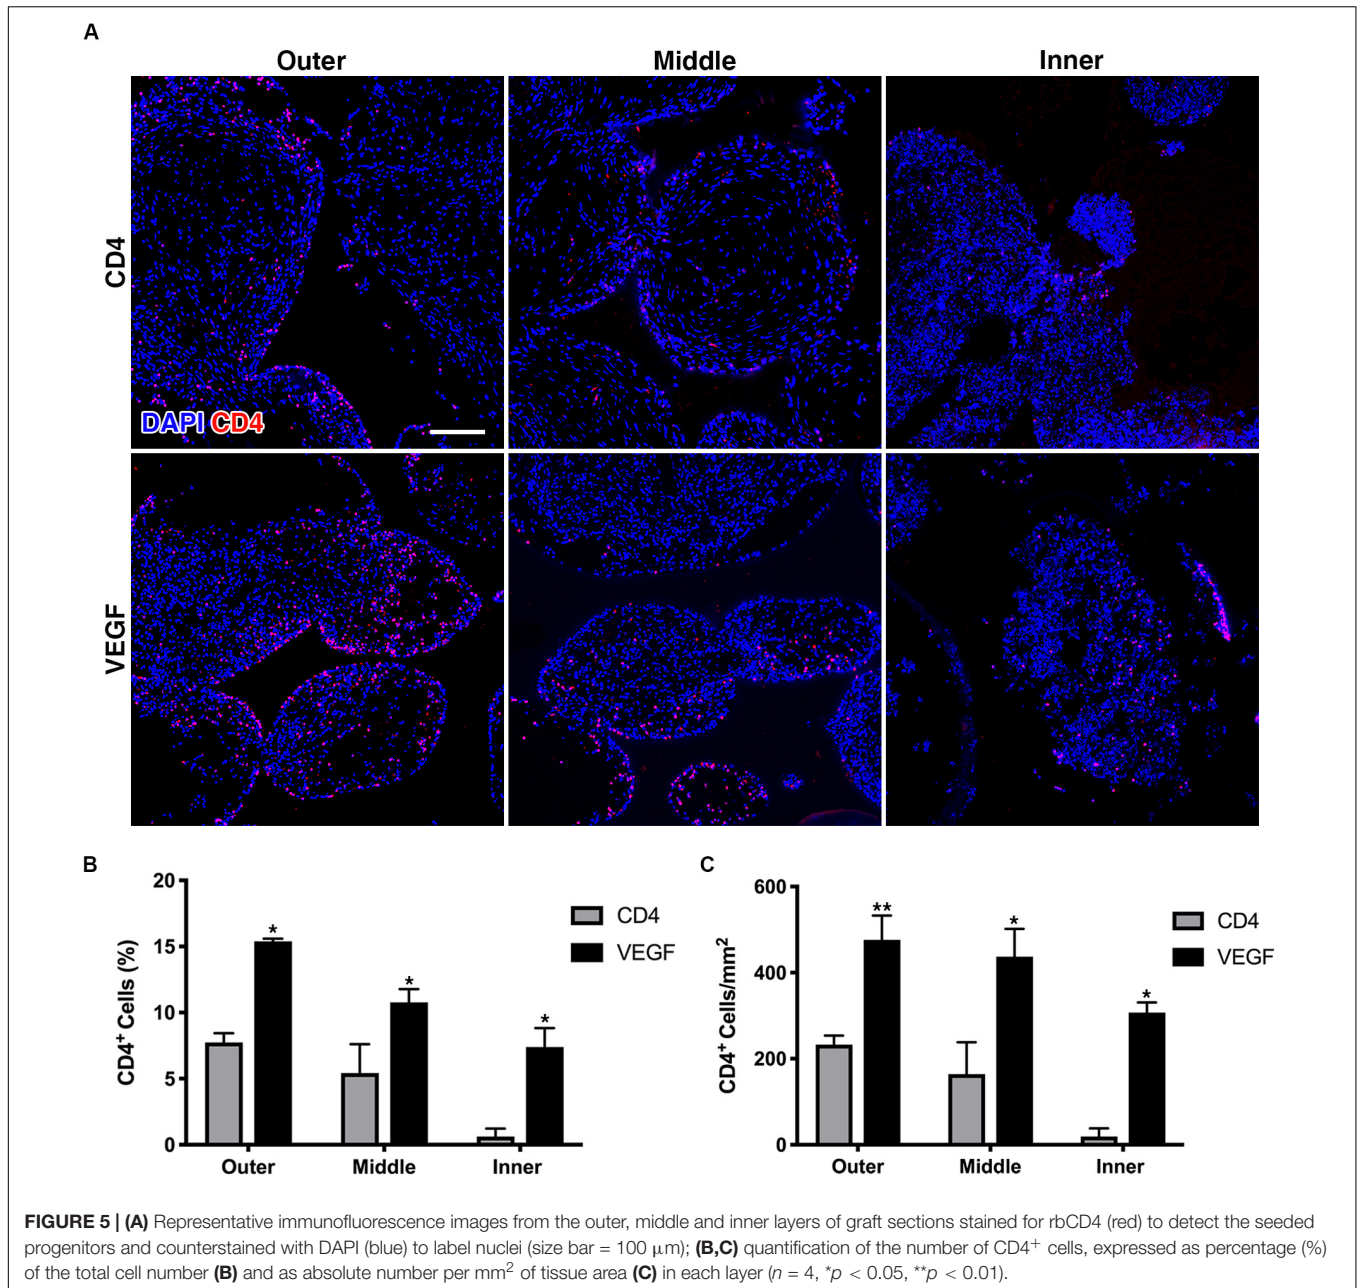 A
Outer Middle Inner
CD4
DAPI CD4
VEGF
B
20
15
10
5
0
CD4+ Cells (%)
* * *
CD4
VEGF
Outer Middle Inner
C
600
400
200
0
CD4+ Cells/mm2
** * *
CD4
VEGF
Outer Middle Inner
FIGURE 5 | (A) Representative immunofluorescence images from the outer, middle and inner layers of graft sections stained for rbCD4 (red) to detect the seeded
progenitors and counterstained with DAPI (blue) to label nuclei (size bar = 100 μm); (B,C) quantification of the number of CD4+ cells, expressed as percentage (%)
of the total cell number (B) and as absolute number per mm2 of tissue area (C) in each layer (n = 4, *p < 0.05, **p < 0.01).